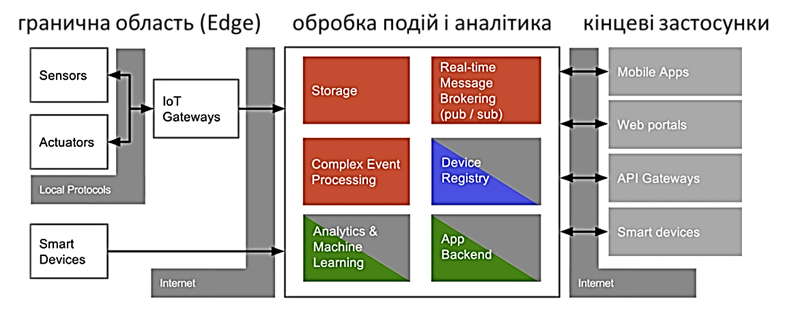 гранична область (Edge)
обробка подій і аналітика
кінцеві застосунки
Sensors
Actuators
Local Protocols
IoT
Gateways
Smart
Devices
Internet
Storage
Real-time
Message
Brokering
(pub / sub)
Complex Event
Processing
Device
Registry
Analytics &
Machine
Learning
App
Backend
Mobile Apps
Web portals
API Gateways
Smart devices
Internet